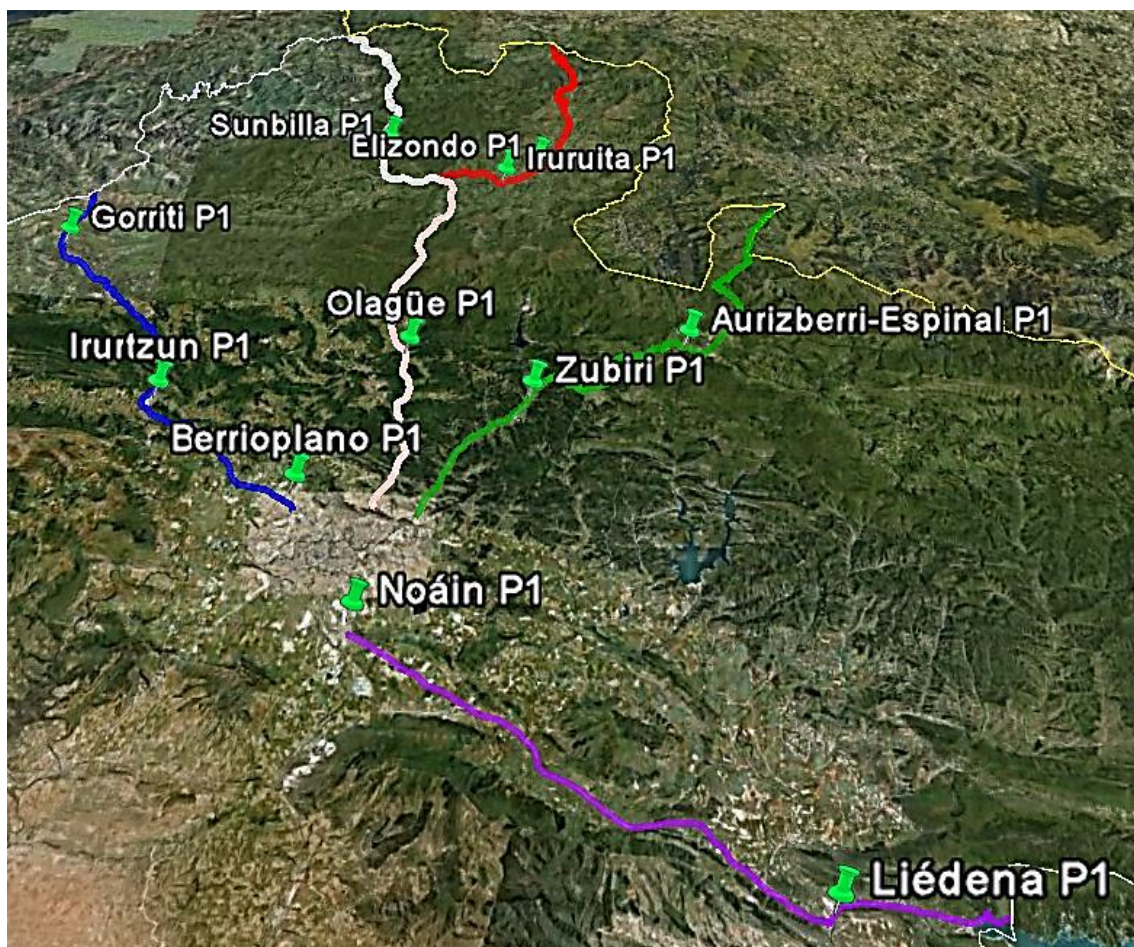 Sunbilla P1
Elizondo P1
Iruruita P1
Gorriti P1
Olagüe P1
Aurizberri-Espinal P1
Irurtzun P1
Zubiri P1
Berrioplano P1
Noáin P1
Liédena P1